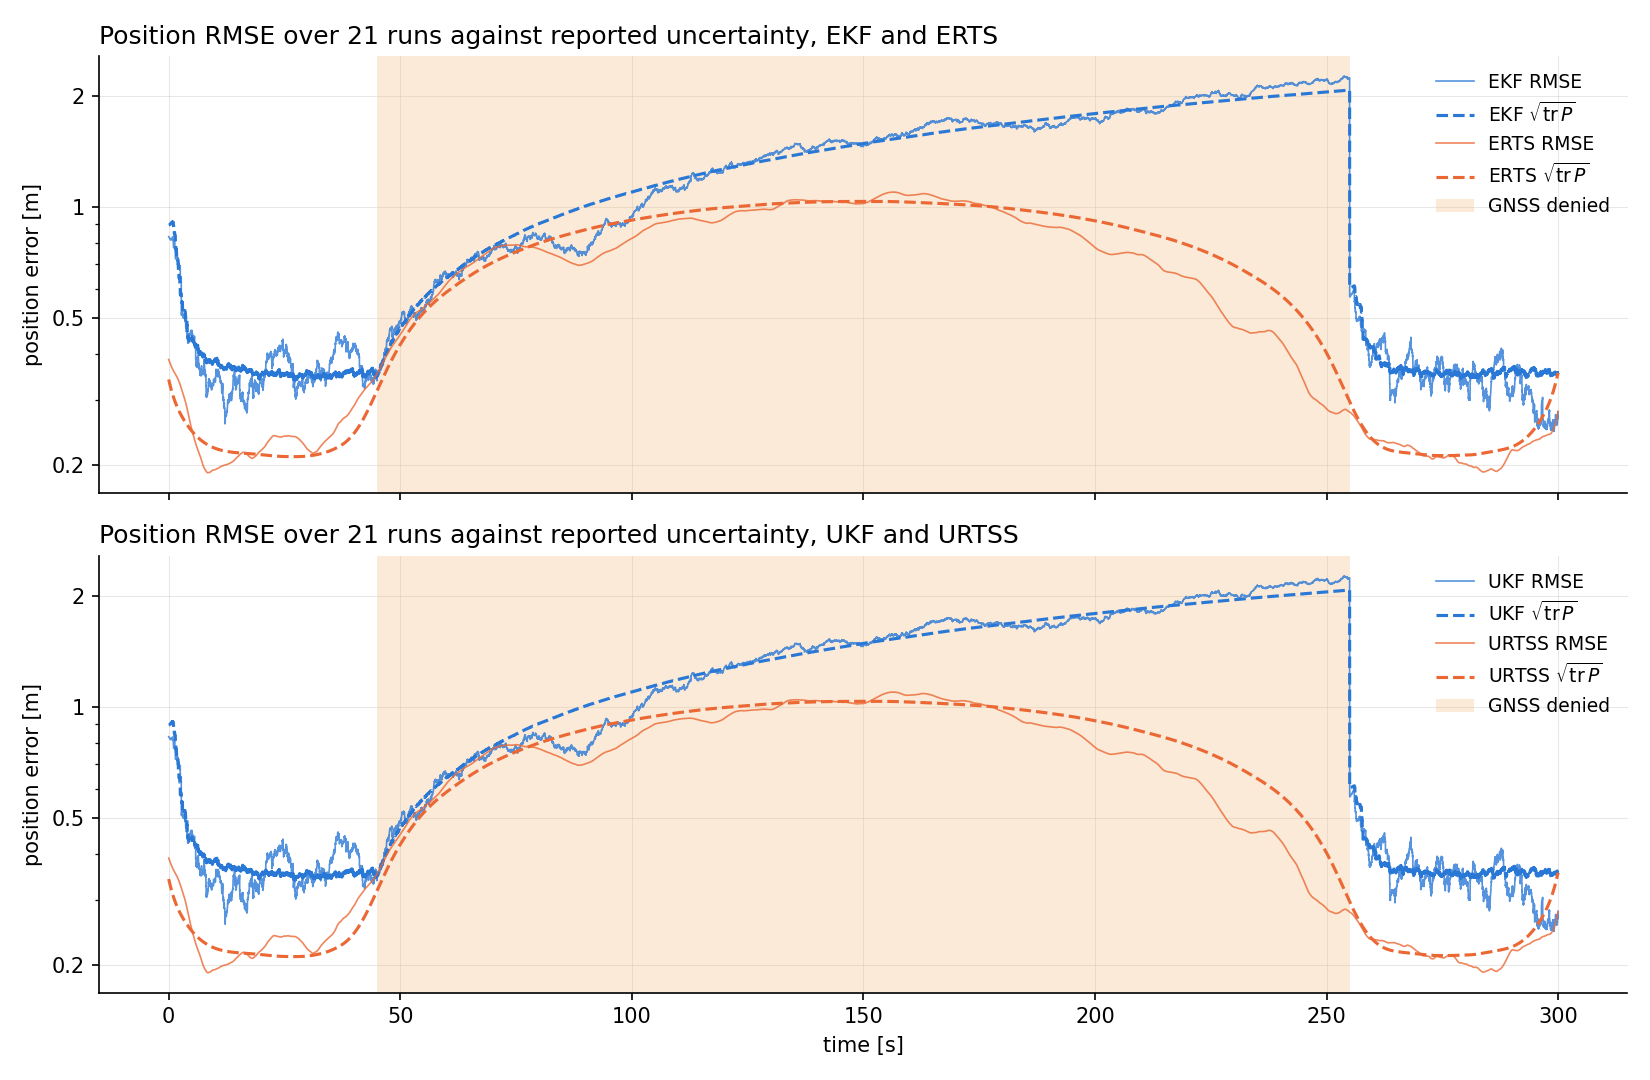 Position RMSE over 21 runs against reported uncertainty, EKF and ERTS
position error [m]
2
1
0.5
0.2
EKF RMSE
EKF √tr P
ERTS RMSE
ERTS √tr P
GNSS denied
Position RMSE over 21 runs against reported uncertainty, UKF and URTSS
position error [m]
2
1
0.5
0.2
UKF RMSE
UKF √tr P
URTSS RMSE
URTSS √tr P
GNSS denied
0 50 100 150 200 250 300
time [s]